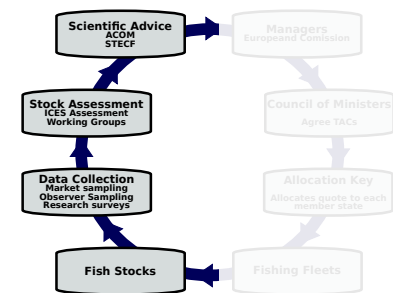 Scientific Advice
ACOM
STECF
Managers
Europeand Comission
Stock Assessment
ICES Assessment
Working Groups
Council of Ministers
Agree TACs
Data Collection
Market sampling
Observer Sampling
Research surveys
Allocation Key
Allocates quote to each
member state
Fish Stocks
Fishing Fleets